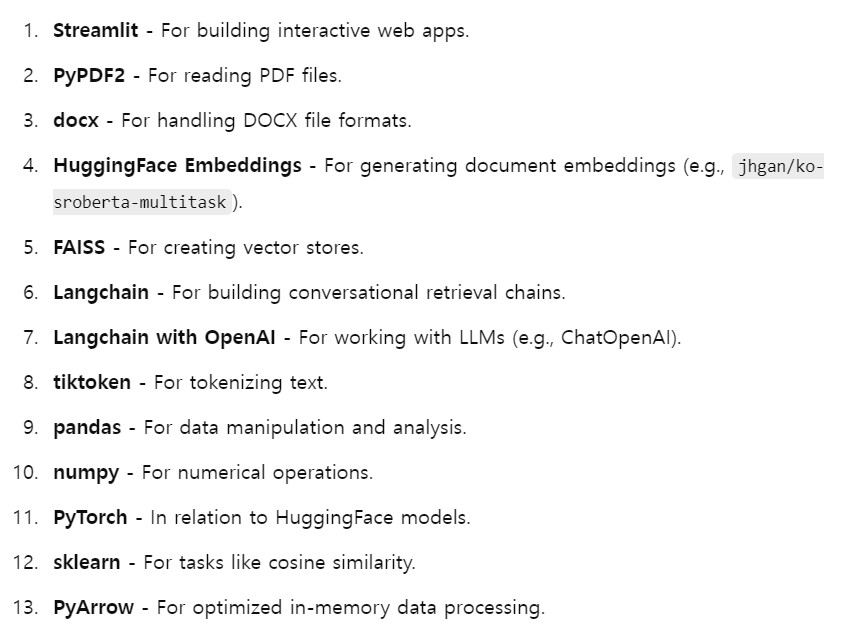 1. Streamlit - For building interactive web apps.
2. PyPDF2 - For reading PDF files.
3. docx - For handling DOCX file formats.
4. HuggingFace Embeddings - For generating document embeddings (e.g., jhgan/ko-
sroberta-multitask).
5. FAISS - For creating vector stores.
6. Langchain - For building conversational retrieval chains.
7. Langchain with OpenAI - For working with LLMs (e.g., ChatOpenAI).
8. tiktoken - For tokenizing text.
9. pandas - For data manipulation and analysis.
10. numpy - For numerical operations.
11. PyTorch - In relation to HuggingFace models.
12. sklearn - For tasks like cosine similarity.
13. PyArrow - For optimized in-memory data processing.